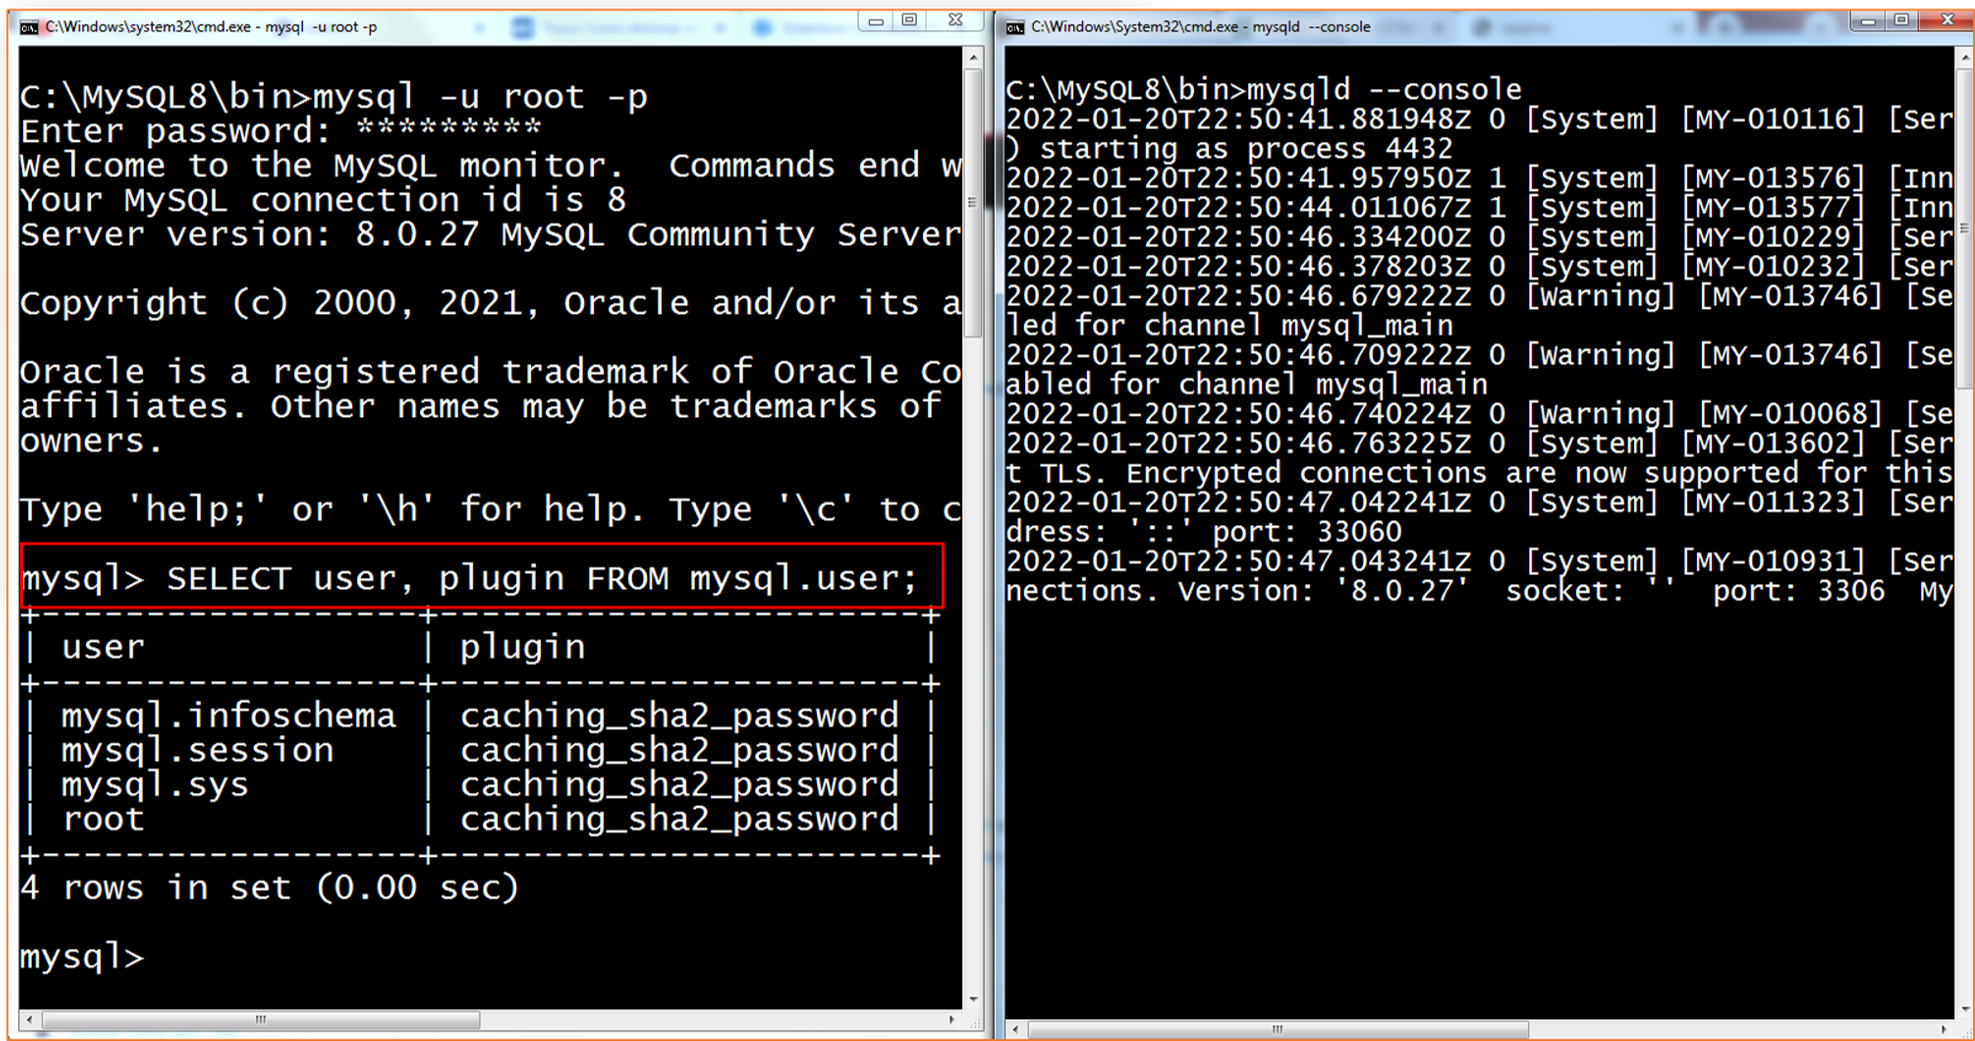 C:\Windows\system32\cmd.exe - mysql -u root -p
C:\MySQL8\bin>mysql -u root -p
Enter password: *********
Welcome to the MySQL monitor.  Commands end w
Your MySQL connection id is 8
Server version: 8.0.27 MySQL Community Server
Copyright (c) 2000, 2021, Oracle and/or its a
Oracle is a registered trademark of Oracle Co
affiliates. Other names may be trademarks of
owners.
Type 'help;' or '\h' for help. Type '\c' to c
mysql> SELECT user, plugin FROM mysql.user;
+------------------+-----------------------+
| user             | plugin                |
+------------------+-----------------------+
| mysql.infoschema | caching_sha2_password |
| mysql.session    | caching_sha2_password |
| mysql.sys        | caching_sha2_password |
| root             | caching_sha2_password |
+------------------+-----------------------+
4 rows in set (0.00 sec)
mysql>
C:\Windows\System32\cmd.exe - mysqld --console
C:\MySQL8\bin>mysqld --console
2022-01-20T22:50:41.881948Z 0 [System] [MY-010116] [Ser
) starting as process 4432
2022-01-20T22:50:41.957950Z 1 [System] [MY-013576] [Inn
2022-01-20T22:50:44.011067Z 1 [System] [MY-013577] [Inn
2022-01-20T22:50:46.334200Z 0 [System] [MY-010229] [Ser
2022-01-20T22:50:46.378203Z 0 [System] [MY-010232] [Ser
2022-01-20T22:50:46.679222Z 0 [Warning] [MY-013746] [Se
led for channel mysql_main
2022-01-20T22:50:46.709222Z 0 [Warning] [MY-013746] [Se
abled for channel mysql_main
2022-01-20T22:50:46.740224Z 0 [Warning] [MY-010068] [Se
2022-01-20T22:50:46.763225Z 0 [System] [MY-013602] [Ser
t TLS. Encrypted connections are now supported for this
2022-01-20T22:50:47.042241Z 0 [System] [MY-011323] [Ser
dress: '::' port: 33060
2022-01-20T22:50:47.043241Z 0 [System] [MY-010931] [Ser
nections. Version: '8.0.27'  socket: ''  port: 3306  My